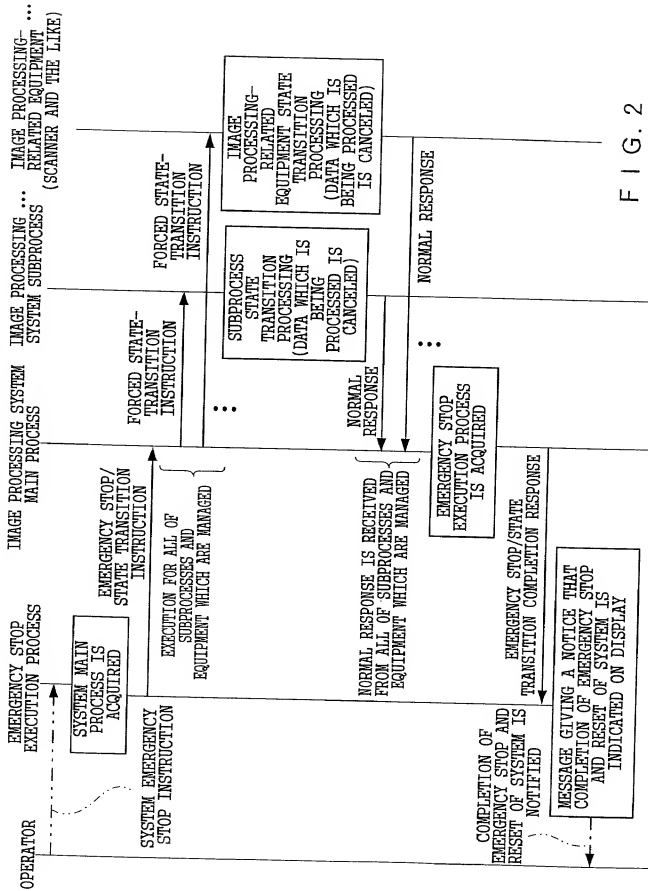 OPERATOR
EMERGENCY STOP
EXECUTION PROCESS
IMAGE PROCESSING SYSTEM
MAIN PROCESS
IMAGE PROCESSING ...
SYSTEM SUBPROCESS
IMAGE PROCESSING- ...
RELATED EQUIPMENT
(SCANNER AND THE LIKE)
SYSTEM EMERGENCY
STOP INSTRUCTION
SYSTEM MAIN
PROCESS IS
ACQUIRED
EMERGENCY STOP/
STATE TRANSITION
INSTRUCTION
EXECUTION FOR ALL OF
SUBPROCESSES AND
EQUIPMENT WHICH ARE MANAGED
FORCED STATE-
TRANSITION
INSTRUCTION
...
FORCED STATE-
TRANSITION
INSTRUCTION
SUBPROCESS
STATE
TRANSITION
PROCESSING
(DATA WHICH IS
BEING
PROCESSED IS
CANCELED)
IMAGE
PROCESSING-
RELATED
EQUIPMENT STATE
TRANSITION
PROCESSING
(DATA WHICH IS
BEING PROCESSED
IS CANCELED)
NORMAL RESPONSE IS RECEIVED
FROM ALL OF SUBPROCESSES AND
EQUIPMENT WHICH ARE MANAGED
NORMAL
RESPONSE
...
NORMAL RESPONSE
EMERGENCY STOP
EXECUTION PROCESS
IS ACQUIRED
EMERGENCY STOP/STATE
TRANSITION COMPLETION RESPONSE
COMPLETION OF
EMERGENCY STOP AND
RESET OF SYSTEM IS
NOTIFIED
MESSAGE GIVING A NOTICE THAT
COMPLETION OF EMERGENCY STOP
AND RESET OF SYSTEM IS
INDICATED ON DISPLAY
FIG. 2